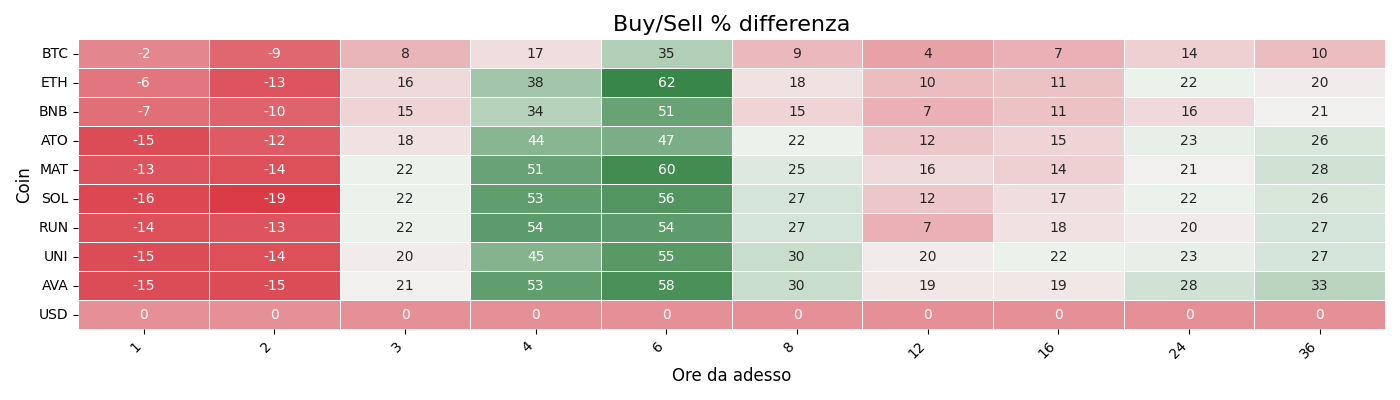 Buy/Sell % differenza
Coin
BTC -2 -9 8 17 35 9 4 7 14 10
ETH -6 -13 16 38 62 18 10 11 22 20
BNB -7 -10 15 34 51 15 7 11 16 21
ATO -15 -12 18 44 47 22 12 15 23 26
MAT -13 -14 22 51 60 25 16 14 21 28
SOL -16 -19 22 53 56 27 12 17 22 26
RUN -14 -13 22 54 54 27 7 18 20 27
UNI -15 -14 20 45 55 30 20 22 23 27
AVA -15 -15 21 53 58 30 19 19 28 33
USD 0 0 0 0 0 0 0 0 0 0
1 2 3 4 6 8 12 16 24 36
Ore da adesso